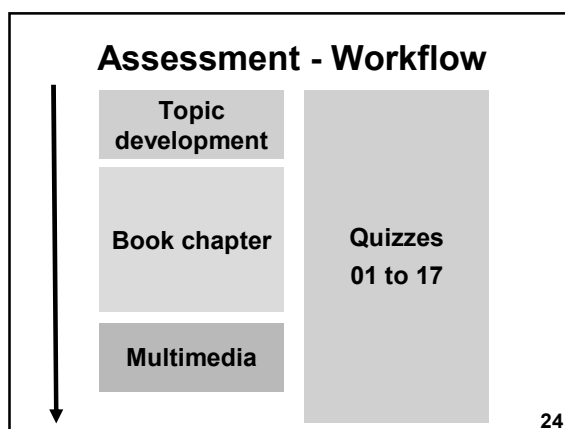 Assessment - Workflow
Topic
development
Book chapter
Multimedia
Quizzes
01 to 17
24